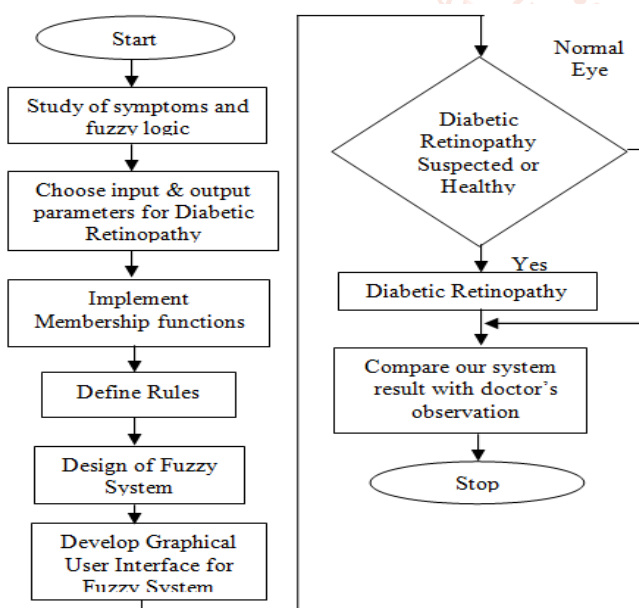 Start
Study of symptoms and
fuzzy logic
Choose input & output
parameters for Diabetic
Retinopathy
Implement
Membership functions
Define Rules
Design of Fuzzy
System
Develop Graphical
User Interface for
Fuzzy System
Normal
Eye
Diabetic
Retinopathy
Suspected or
Healthy
Yes
Diabetic Retinopathy
Compare our system
result with doctor's
observation
Stop